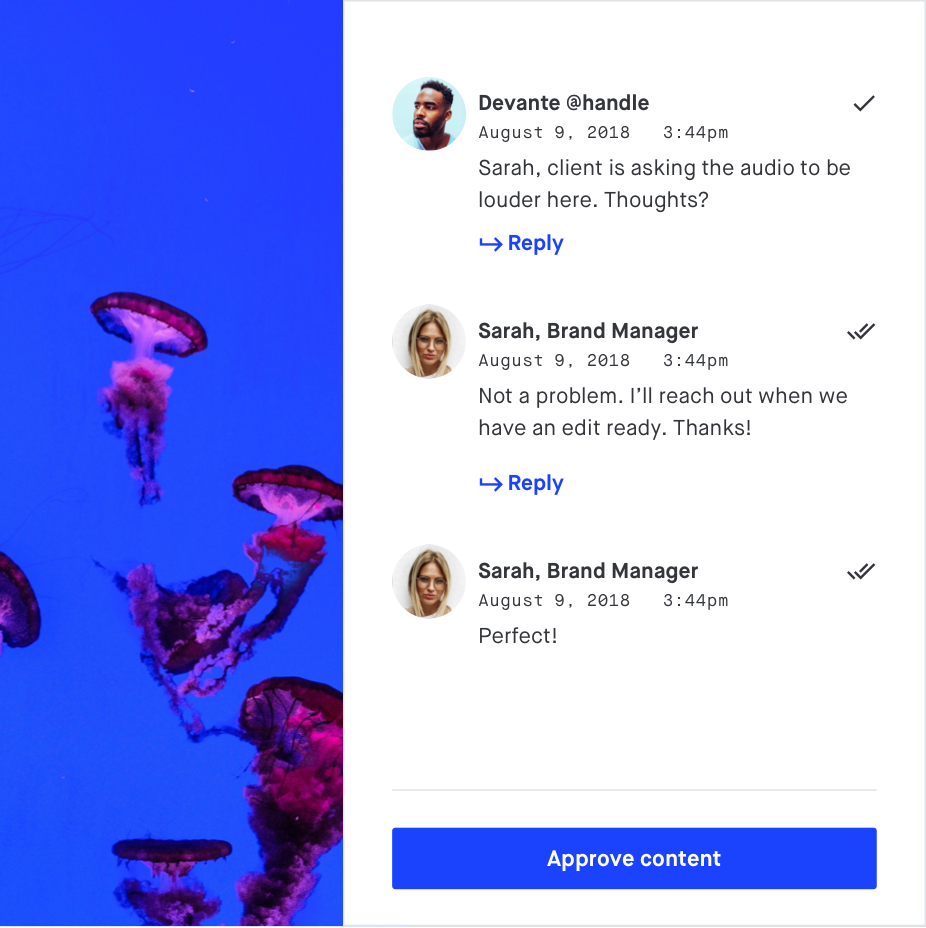 Devante @handle
August 9, 2018 3:44pm
Sarah, client is asking the audio to be
louder here. Thoughts?
Reply
Sarah, Brand Manager
August 9, 2018 3:44pm
Not a problem. I’ll reach out when we
have an edit ready. Thanks!
Reply
Sarah, Brand Manager
August 9, 2018 3:44pm
Perfect!
Approve content